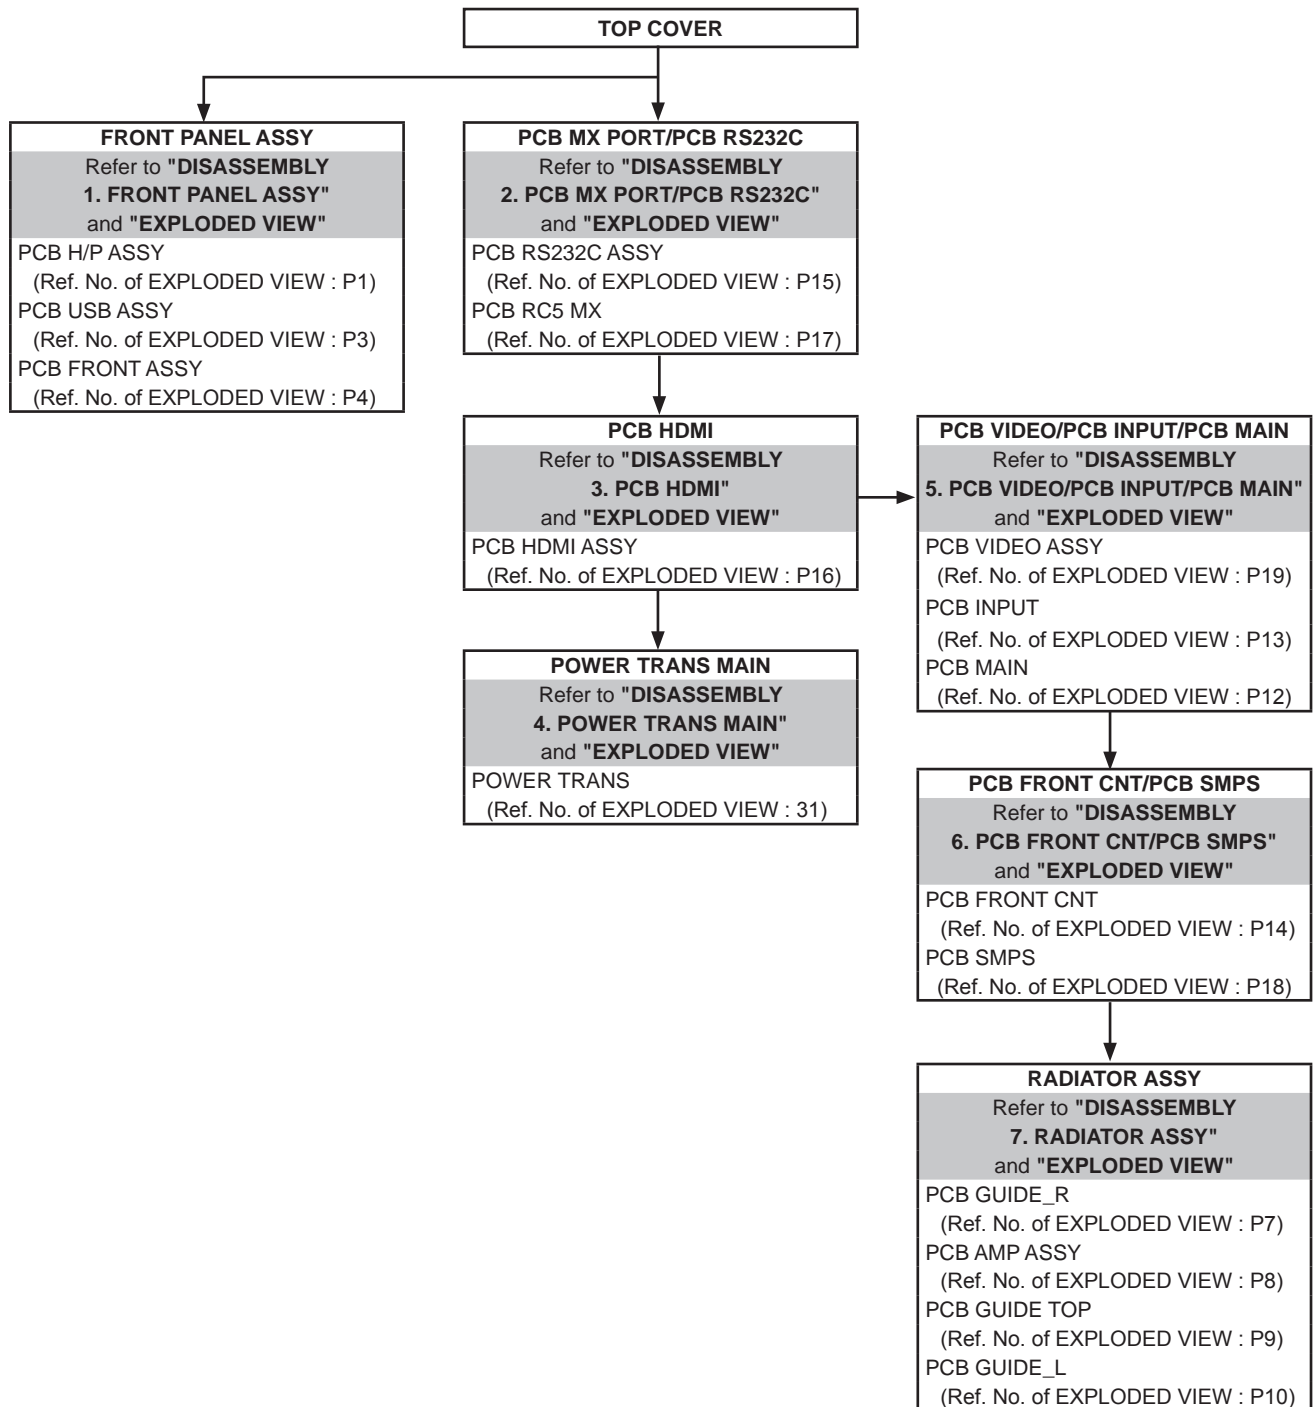 TOP COVER
FRONT PANEL ASSY
Refer to "DISASSEMBLY
1. FRONT PANEL ASSY"
and "EXPLODED VIEW"
PCB H/P ASSY
(Ref. No. of EXPLODED VIEW : P1)
PCB USB ASSY
(Ref. No. of EXPLODED VIEW : P3)
PCB FRONT ASSY
(Ref. No. of EXPLODED VIEW : P4)
PCB MX PORT/PCB RS232C
Refer to "DISASSEMBLY
2. PCB MX PORT/PCB RS232C"
and "EXPLODED VIEW"
PCB RS232C ASSY
(Ref. No. of EXPLODED VIEW : P15)
PCB RC5 MX
(Ref. No. of EXPLODED VIEW : P17)
PCB HDMI
Refer to "DISASSEMBLY
3. PCB HDMI"
and "EXPLODED VIEW"
PCB HDMI ASSY
(Ref. No. of EXPLODED VIEW : P16)
POWER TRANS MAIN
Refer to "DISASSEMBLY
4. POWER TRANS MAIN"
and "EXPLODED VIEW"
POWER TRANS
(Ref. No. of EXPLODED VIEW : 31)
PCB VIDEO/PCB INPUT/PCB MAIN
Refer to "DISASSEMBLY
5. PCB VIDEO/PCB INPUT/PCB MAIN"
and "EXPLODED VIEW"
PCB VIDEO ASSY
(Ref. No. of EXPLODED VIEW : P19)
PCB INPUT
(Ref. No. of EXPLODED VIEW : P13)
PCB MAIN
(Ref. No. of EXPLODED VIEW : P12)
PCB FRONT CNT/PCB SMPS
Refer to "DISASSEMBLY
6. PCB FRONT CNT/PCB SMPS"
and "EXPLODED VIEW"
PCB FRONT CNT
(Ref. No. of EXPLODED VIEW : P14)
PCB SMPS
(Ref. No. of EXPLODED VIEW : P18)
RADIATOR ASSY
Refer to "DISASSEMBLY
7. RADIATOR ASSY"
and "EXPLODED VIEW"
PCB GUIDE_R
(Ref. No. of EXPLODED VIEW : P7)
PCB AMP ASSY
(Ref. No. of EXPLODED VIEW : P8)
PCB GUIDE TOP
(Ref. No. of EXPLODED VIEW : P9)
PCB GUIDE_L
(Ref. No. of EXPLODED VIEW : P10)